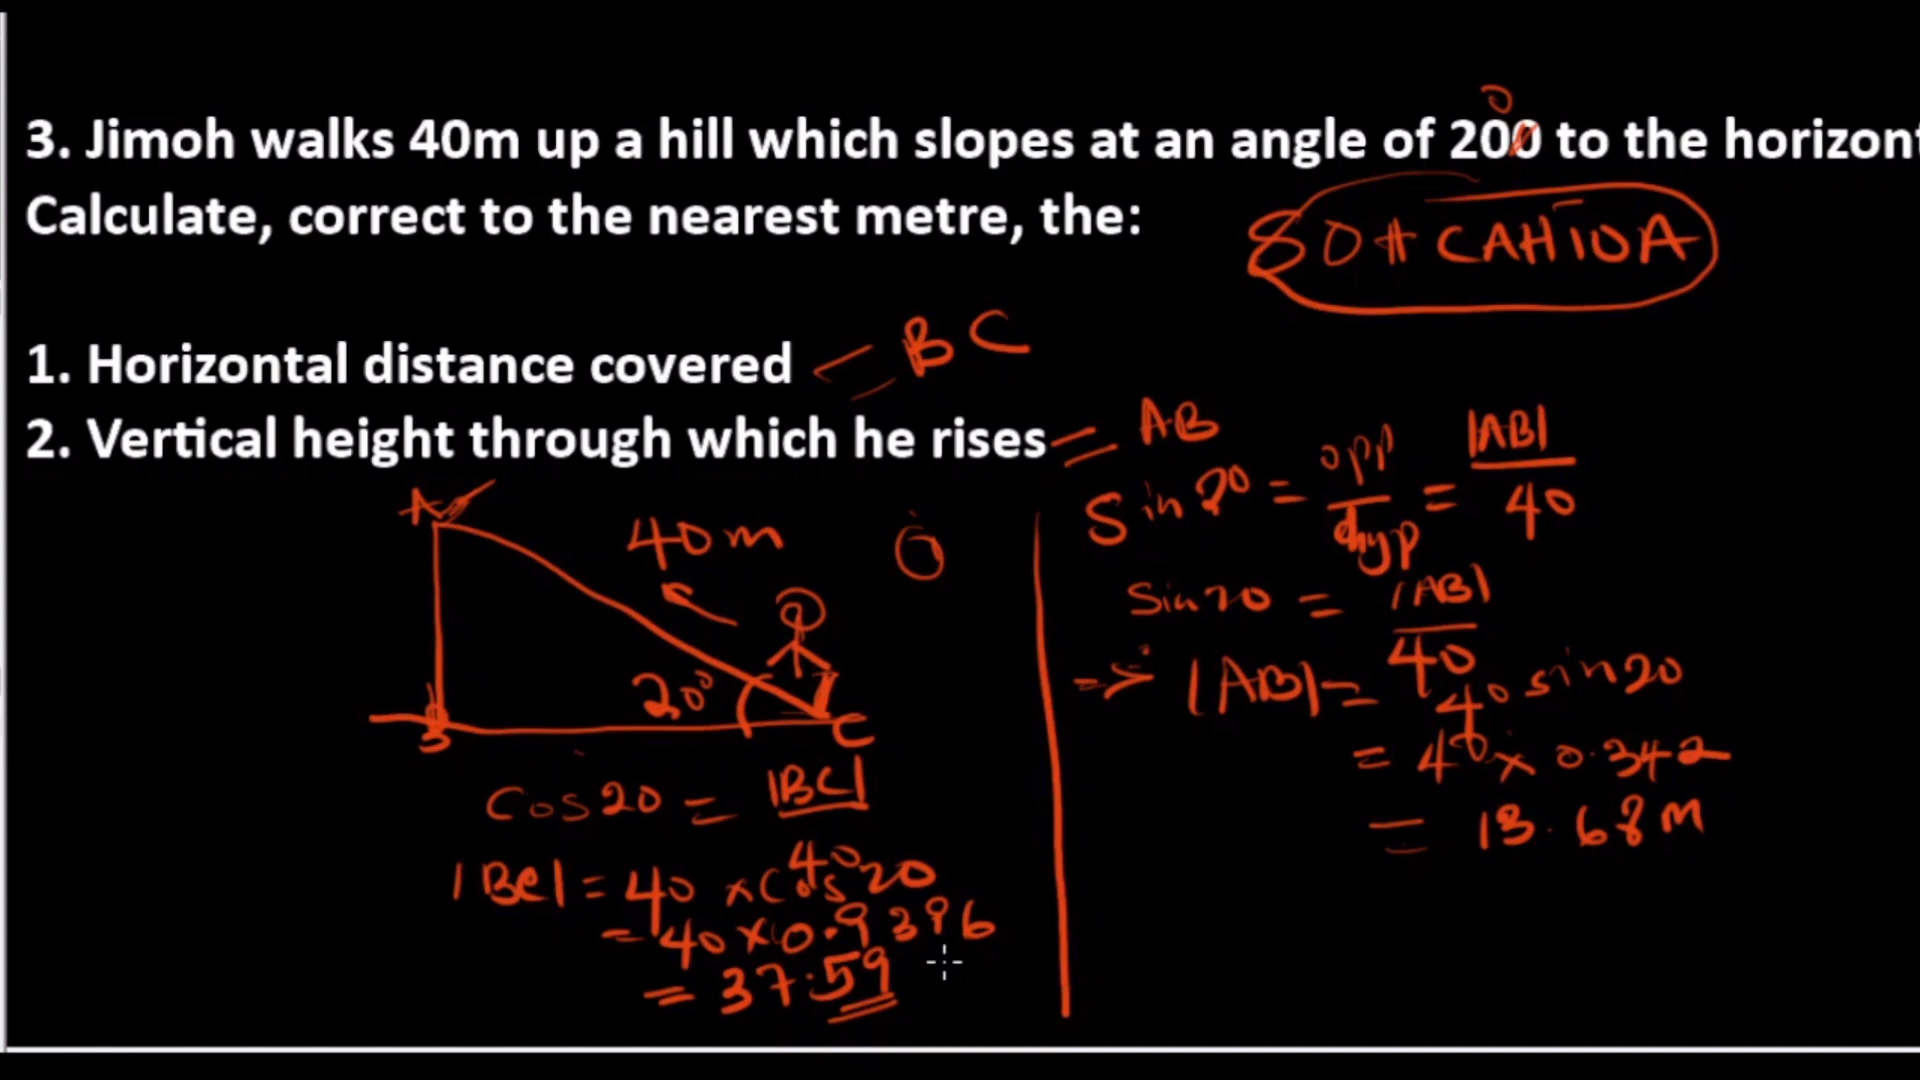 3. Jimoh walks 40m up a hill which slopes at an angle of 200 to the horizont
0
Calculate, correct to the nearest metre, the:
SOH CAHTOA
1. Horizontal distance covered = BC
2. Vertical height through which he rises = AB
Sin 20 = opp/hyp = |AB|/40
A
40m
Sin 20 = |AB|/40
=> |AB| = 40 sin 20
= 40 x 0.342
= 13.68m
20°
B
C
Cos 20 = |BC|/40
|BC| = 40 x Cos 20
= 40 x 0.9396
= 37.59